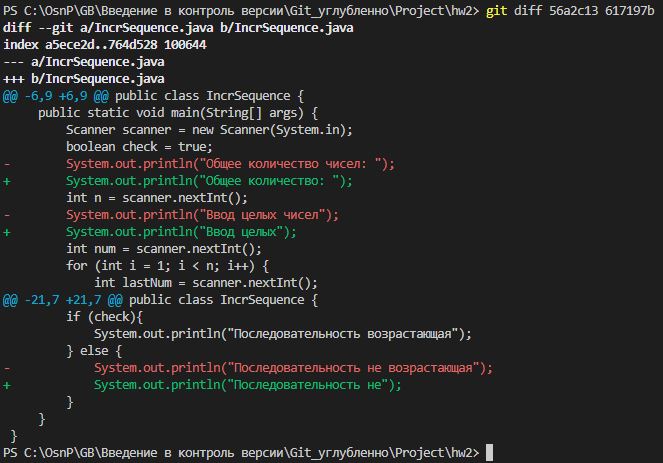 PS C:\OsnP\GB\Введение в контроль версии\Git_углубленно\Project\hw2> git diff 56a2c13 617197b
diff --git a/IncrSequence.java b/IncrSequence.java
index a5ece2d..764d528 100644
--- a/IncrSequence.java
+++ b/IncrSequence.java
@@ -6,9 +6,9 @@ public class IncrSequence {
     public static void main(String[] args) {
         Scanner scanner = new Scanner(System.in);
         boolean check = true;
-        System.out.println("Общее количество чисел: ");
+        System.out.println("Общее количество: ");
         int n = scanner.nextInt();
-        System.out.println("Ввод целых чисел");
+        System.out.println("Ввод целых");
         int num = scanner.nextInt();
         for (int i = 1; i < n; i++) {
             int lastNum = scanner.nextInt();
@@ -21,7 +21,7 @@ public class IncrSequence {
         if (check){
             System.out.println("Последовательность возрастающая");
         } else {
-            System.out.println("Последовательность не возрастающая");
+            System.out.println("Последовательность не");
         }
     }
 }
PS C:\OsnP\GB\Введение в контроль версии\Git_углубленно\Project\hw2>